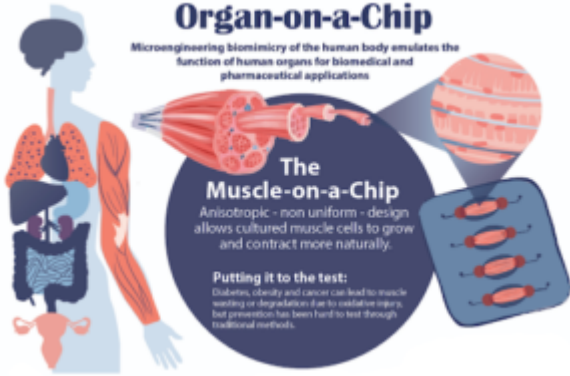 Organ-on-a-Chip
Microengineering biomimicry of the human body emulates the
function of human organs for biomedical and
pharmaceutical applications
The
Muscle-on-a-Chip
Anisotropic - non uniform - design
allows cultured muscle cells to grow
and contract more naturally.
Putting it to the test:
Diabetes, obesity and cancer can lead to muscle
wasting or degradation due to oxidative injury,
but prevention has been hard to test through
traditional methods.